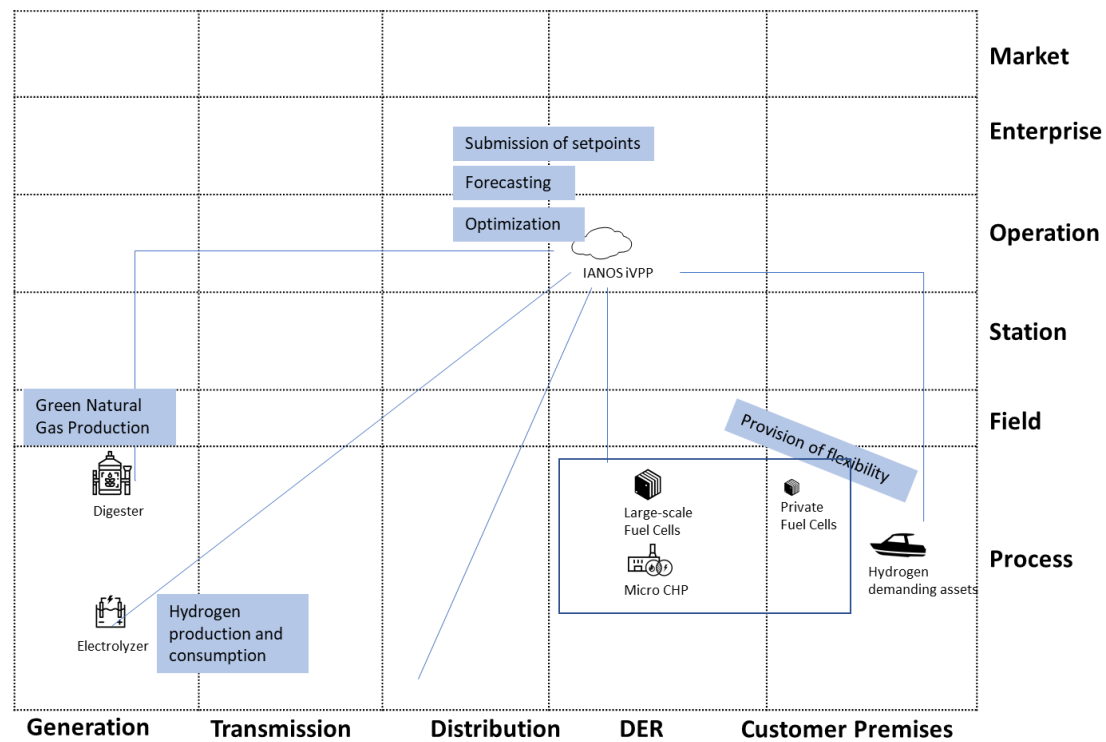 Market
Enterprise
Submission of setpoints
Forecasting
Optimization
Operation
IANOS iVPP
Station
Green Natural
Gas Production
Provision of flexibility
Field
Digester
Large-scale
Fuel Cells
Private
Fuel Cells
Micro CHP
Hydrogen
demanding assets
Process
Electrolyzer
Hydrogen
production and
consumption
Generation
Transmission
Distribution
DER
Customer Premises